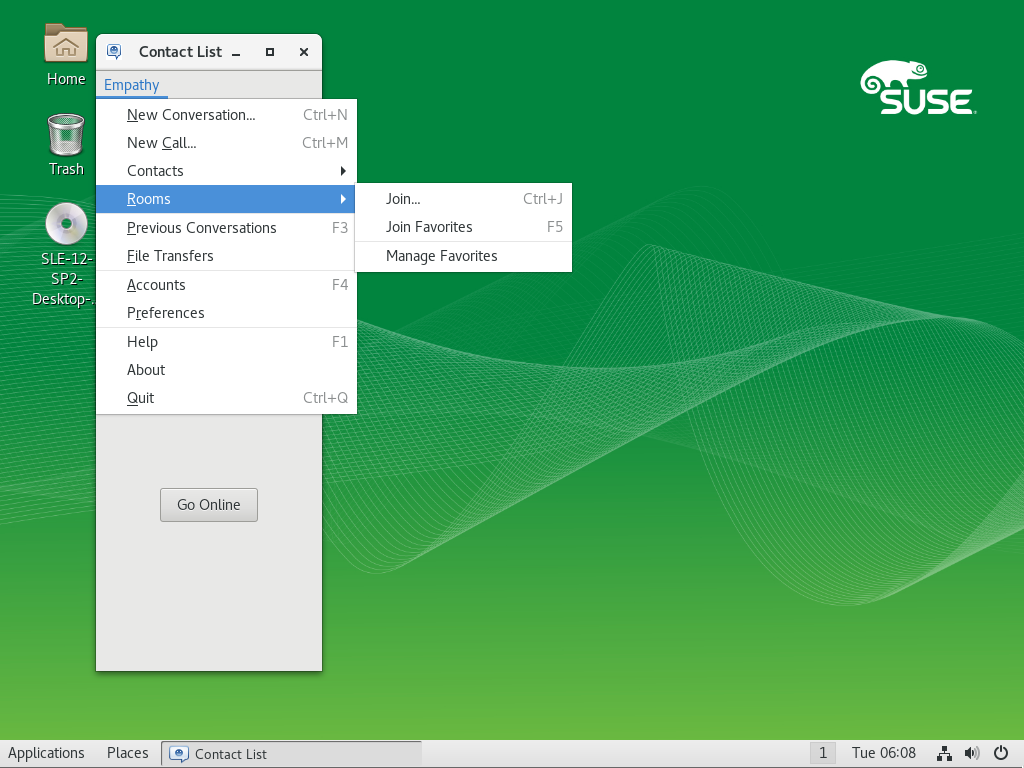 Home
Trash
SLE-12-
SP2-
Desktop-...
Contact List
Empathy
New Conversation... Ctrl+N
New Call... Ctrl+M
Contacts
Rooms
Previous Conversations F3
File Transfers
Accounts F4
Preferences
Help F1
About
Quit Ctrl+Q
Join... Ctrl+J
Join Favorites F5
Manage Favorites
Go Online
SUSE
Applications Places Contact List 1 Tue 06:08